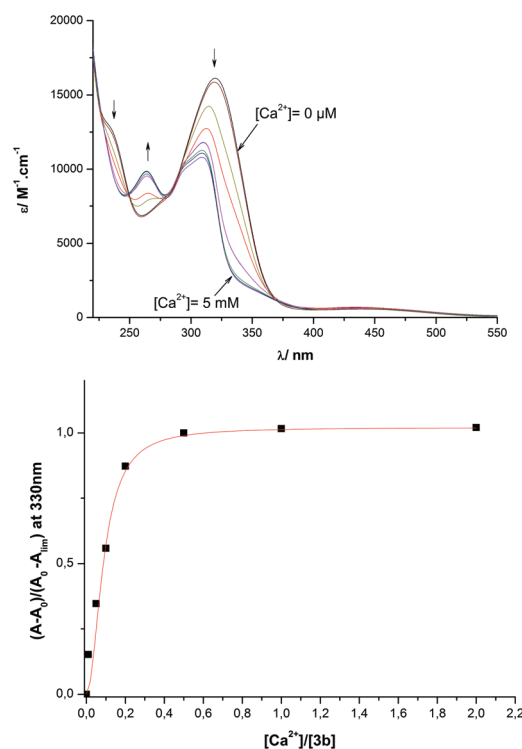 20000
15000
10000
5000
0
ε/ M⁻¹.cm⁻¹
[Ca²⁺]= 0 µM
[Ca²⁺]= 5 mM
250 300 350 400 450 500 550
λ/ nm
1,0
0,5
0,0
(A-A₀)/(A₀ -A_lim) at 330nm
0,0 0,2 0,4 0,6 0,8 1,0 1,2 1,4 1,6 1,8 2,0 2,2
[Ca²⁺]/[3b]